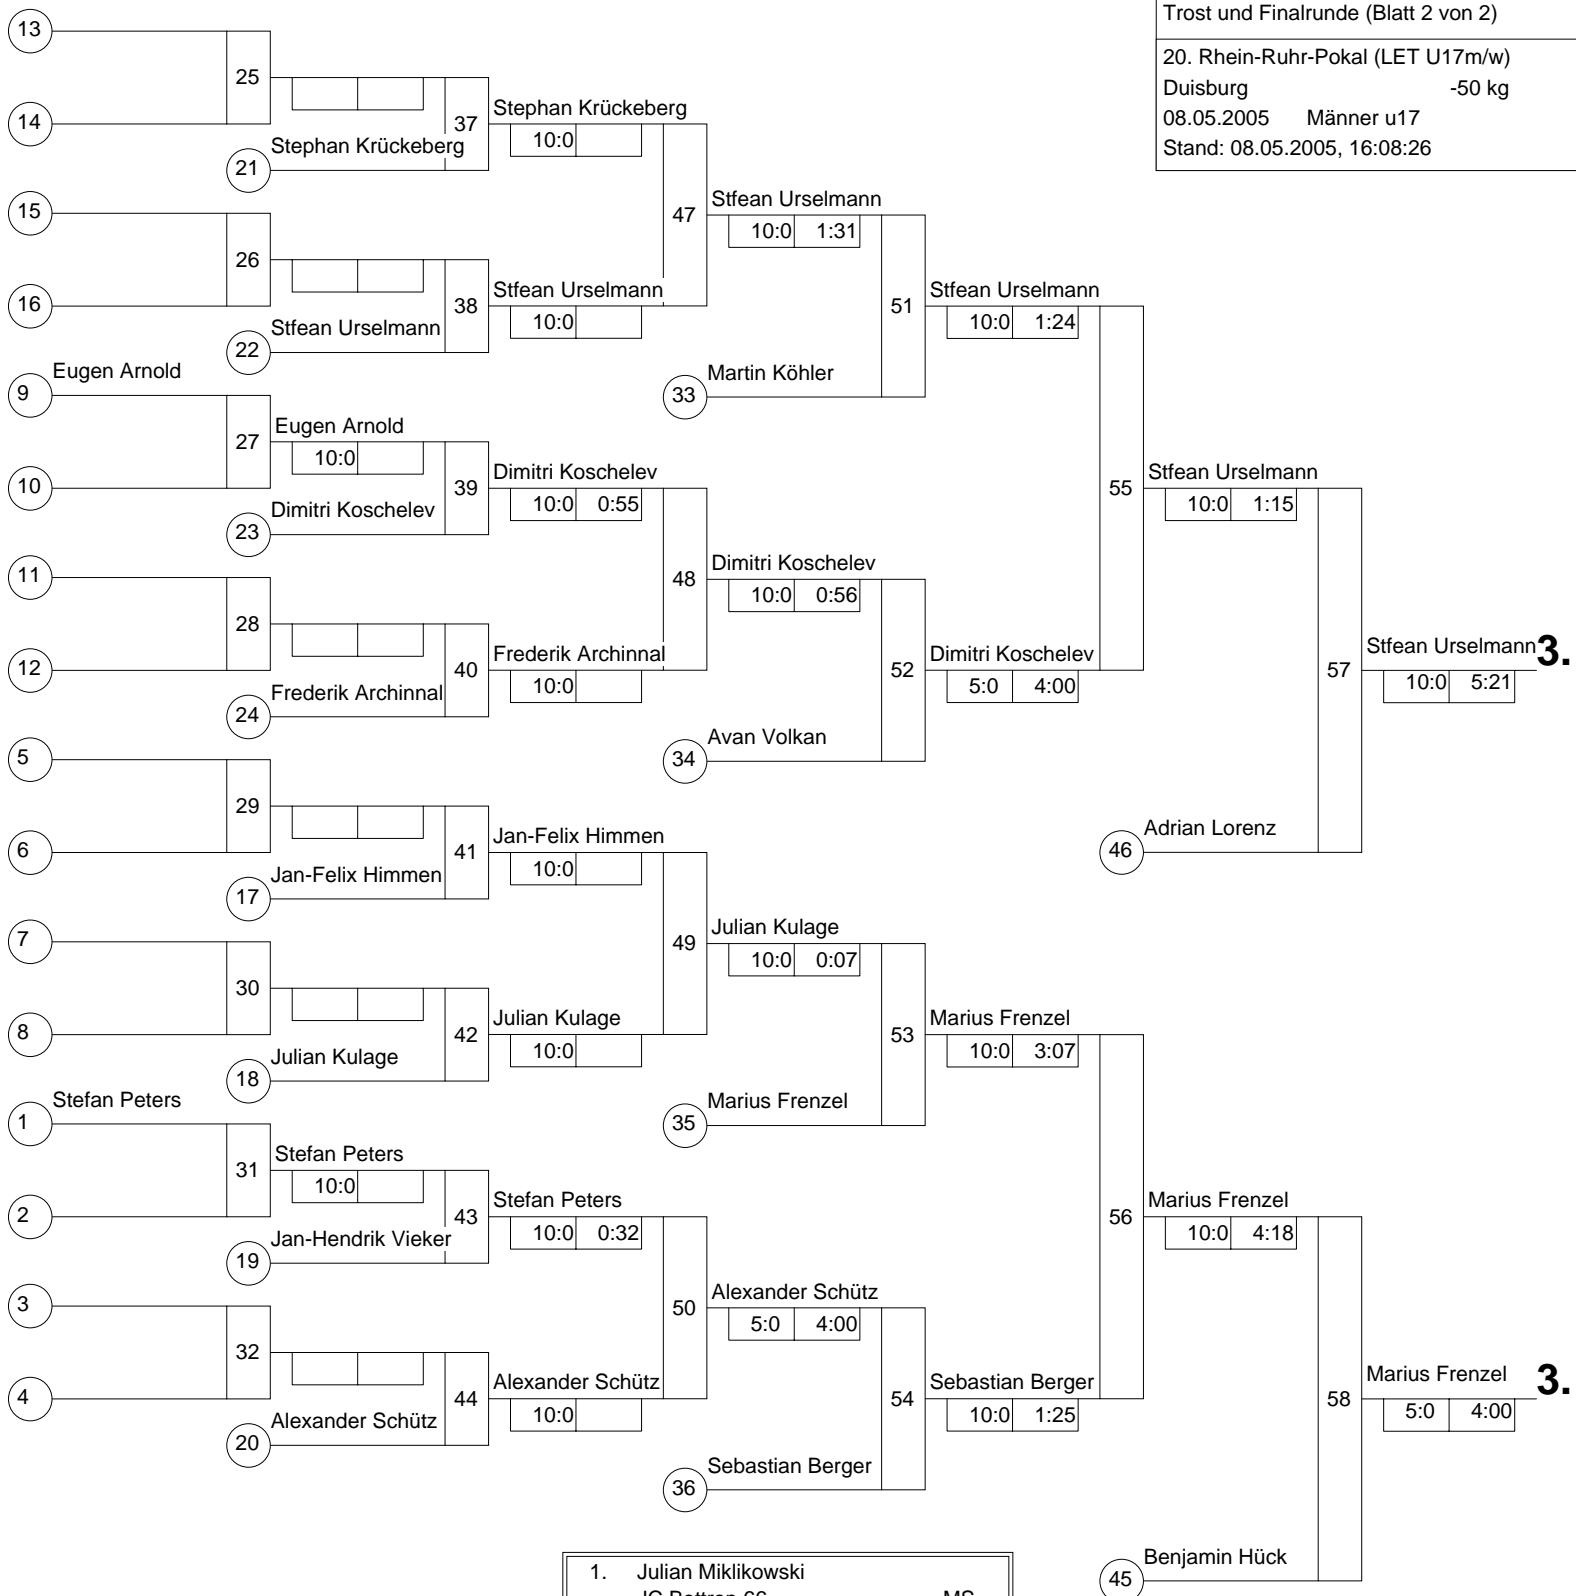 Trost und Finalrunde (Blatt 2 von 2)
20. Rhein-Ruhr-Pokal (LET U17m/w)
Duisburg -50 kg
08.05.2005 Männer u17
Stand: 08.05.2005, 16:08:26
13
25
14
37
Stephan Krückeberg
10:0
21
Stephan Krückeberg
15
26
16
38
Stfean Urselmann
10:0
22
Stfean Urselmann
47
Stfean Urselmann
10:0 1:31
51
Stfean Urselmann
10:0 1:24
33
Martin Köhler
9
Eugen Arnold
27
Eugen Arnold
10:0
10
39
Dimitri Koschelev
10:0 0:55
23
Dimitri Koschelev
11
28
12
40
Frederik Archinnal
10:0
24
Frederik Archinnal
48
Dimitri Koschelev
10:0 0:56
52
Dimitri Koschelev
5:0 4:00
34
Avan Volkan
55
Stfean Urselmann
10:0 1:15
57
Stfean Urselmann 3.
10:0 5:21
46
Adrian Lorenz
5
29
6
41
Jan-Felix Himmen
10:0
17
Jan-Felix Himmen
7
30
8
42
Julian Kulage
10:0
18
Julian Kulage
49
Julian Kulage
10:0 0:07
53
Marius Frenzel
10:0 3:07
35
Marius Frenzel
1
Stefan Peters
31
Stefan Peters
10:0
2
43
Stefan Peters
10:0 0:32
19
Jan-Hendrik Vieker
3
32
4
44
Alexander Schütz
10:0
20
Alexander Schütz
50
Alexander Schütz
5:0 4:00
54
Sebastian Berger
10:0 1:25
36
Sebastian Berger
56
Marius Frenzel
10:0 4:18
58
Marius Frenzel 3.
5:0 4:00
45
Benjamin Hück
1. Julian Miklikowski